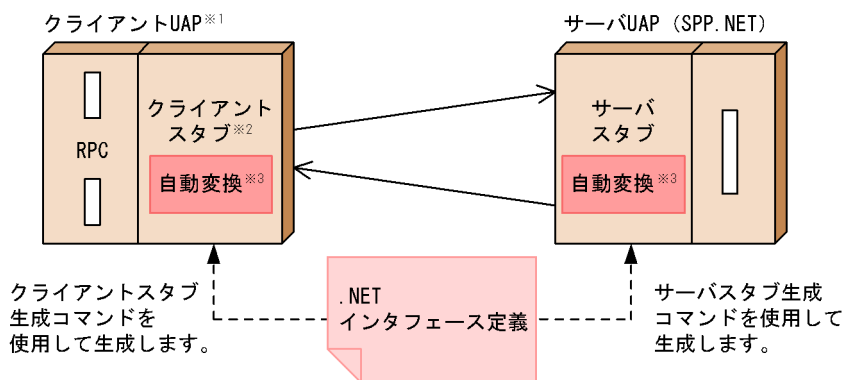 クライアントUAP※1
サーバUAP（SPP.NET）
クライアント
スタブ※2
RPC
自動変換※3
サーバ
スタブ
自動変換※3
クライアントスタブ
生成コマンドを
使用して生成します。
.NET
インタフェース定義
サーバスタブ生成
コマンドを使用して
生成します。